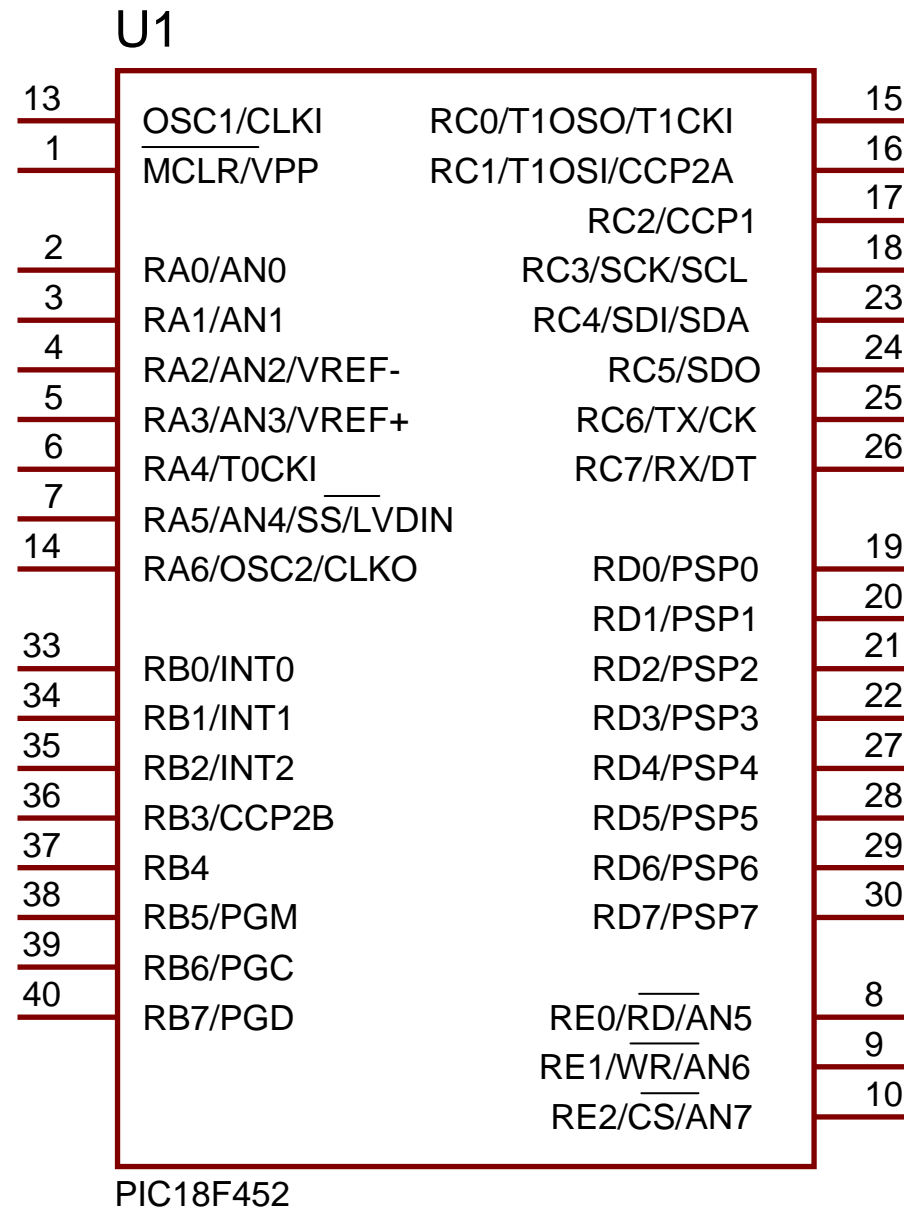 U1
13 OSC1/CLKI RC0/T1OSO/T1CKI 15
1 MCLR/VPP RC1/T1OSI/CCP2A 16
RC2/CCP1 17
2 RA0/AN0 RC3/SCK/SCL 18
3 RA1/AN1 RC4/SDI/SDA 23
4 RA2/AN2/VREF- RC5/SDO 24
5 RA3/AN3/VREF+ RC6/TX/CK 25
6 RA4/T0CKI RC7/RX/DT 26
7 RA5/AN4/SS/LVDIN
14 RA6/OSC2/CLKO RD0/PSP0 19
RD1/PSP1 20
33 RB0/INT0 RD2/PSP2 21
34 RB1/INT1 RD3/PSP3 22
35 RB2/INT2 RD4/PSP4 27
36 RB3/CCP2B RD5/PSP5 28
37 RB4 RD6/PSP6 29
38 RB5/PGM RD7/PSP7 30
39 RB6/PGC
40 RB7/PGD RE0/RD/AN5 8
RE1/WR/AN6 9
RE2/CS/AN7 10
PIC18F452